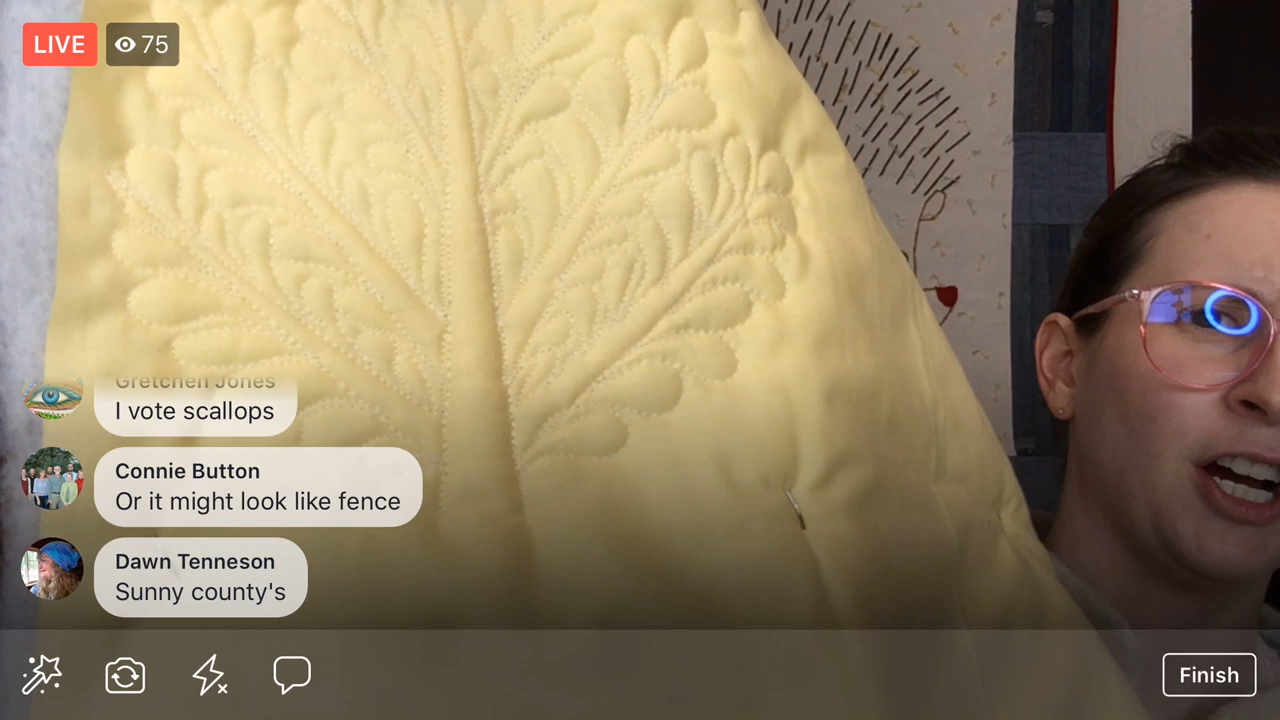 LIVE
75
Gretchen Jones
I vote scallops
Connie Button
Or it might look like fence
Dawn Tenneson
Sunny county's
Finish